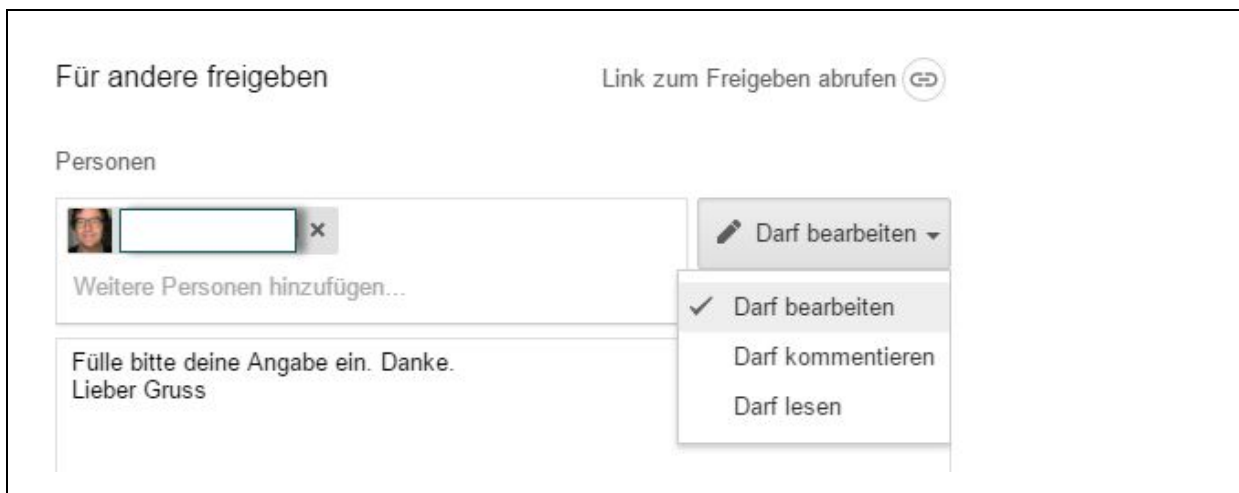 Für andere freigeben
Link zum Freigeben abrufen
Personen
Darf bearbeiten
Weitere Personen hinzufügen...
Darf bearbeiten
Darf kommentieren
Darf lesen
Fülle bitte deine Angabe ein. Danke.
Lieber Gruss